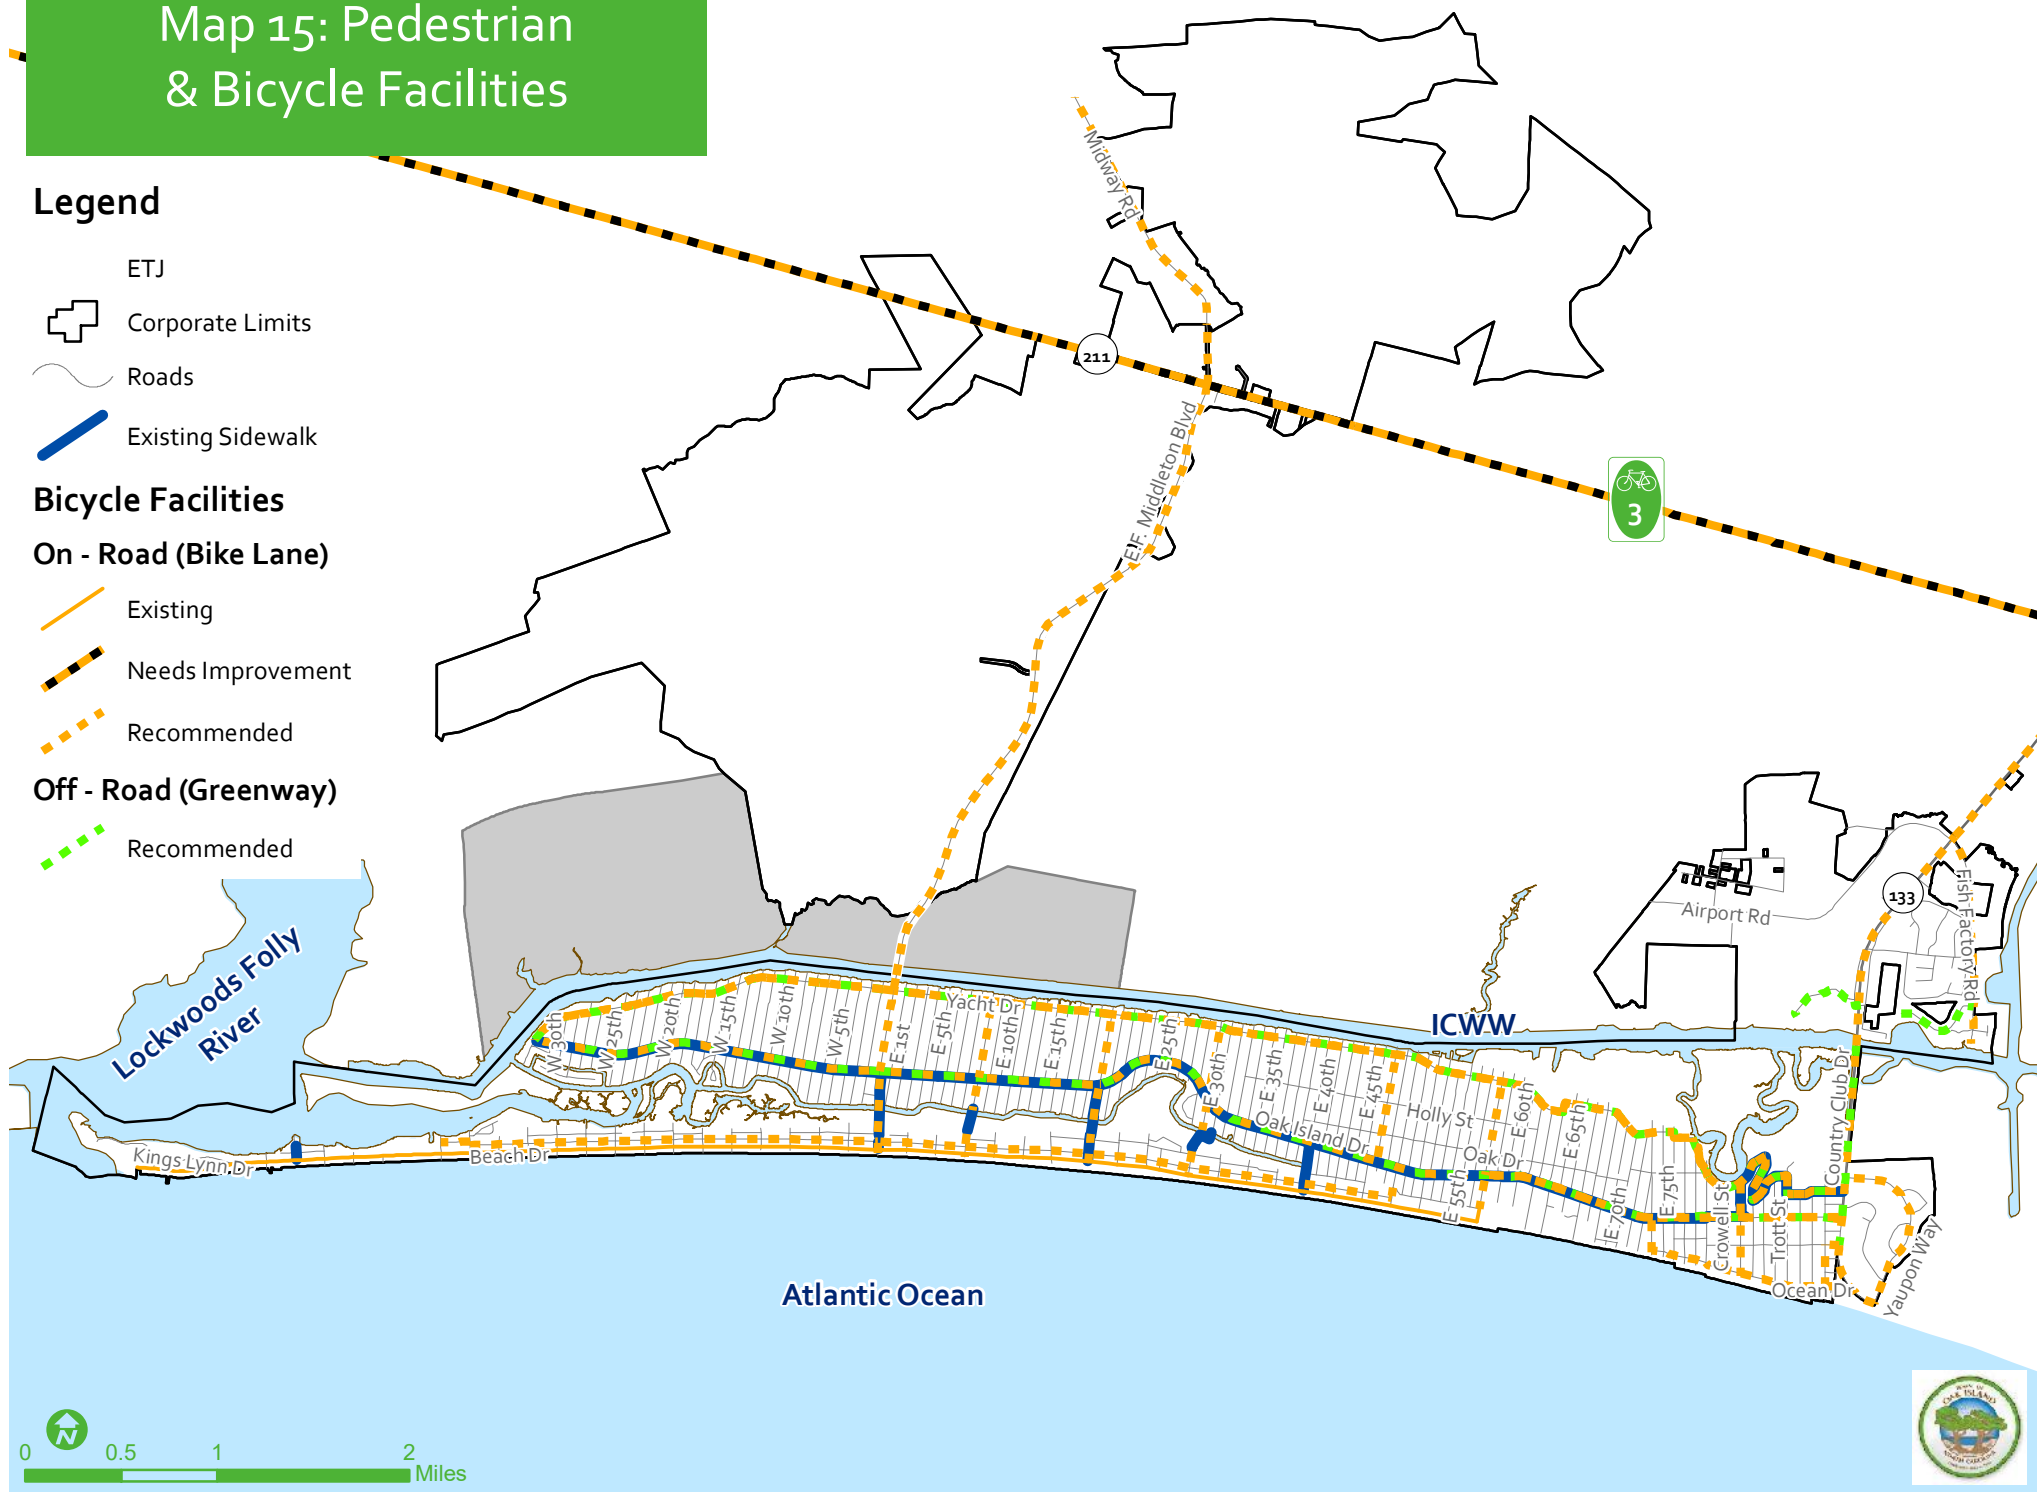 Map 15: Pedestrian
& Bicycle Facilities
Legend
ETJ
Corporate Limits
Roads
Existing Sidewalk
Bicycle Facilities
On - Road (Bike Lane)
Existing
Needs Improvement
Recommended
Off - Road (Greenway)
Recommended
Midway Rd
211
E.F. Middleton Blvd
3
133
Airport Rd
Fish Factory Rd
Lockwoods Folly
River
ICWW
Yacht Dr
W 30th
W 25th
W 20th
W 15th
W 10th
W 5th
E 1st
E 5th
E 10th
E 15th
E 25th
E 30th
E 35th
E 40th
E 45th
Holly St
E 60th
E 65th
Oak Island Dr
Oak Dr
E 55th
E 70th
E 75th
Crowell St
Trott St
Country Club Dr
Yaupon Way
Ocean Dr
Kings Lynn Dr
Beach Dr
Atlantic Ocean
N
0 0.5 1 2
Miles
OAK ISLAND
NORTH CAROLINA